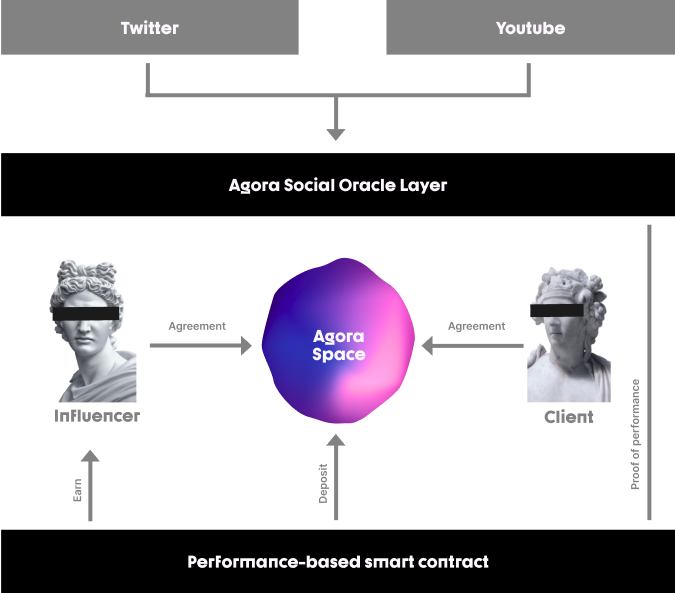 Twitter
Youtube
Agora Social Oracle Layer
Agreement
Agora
Space
Agreement
Influencer
Client
Proof of performance
Earn
Deposit
Performance-based smart contract